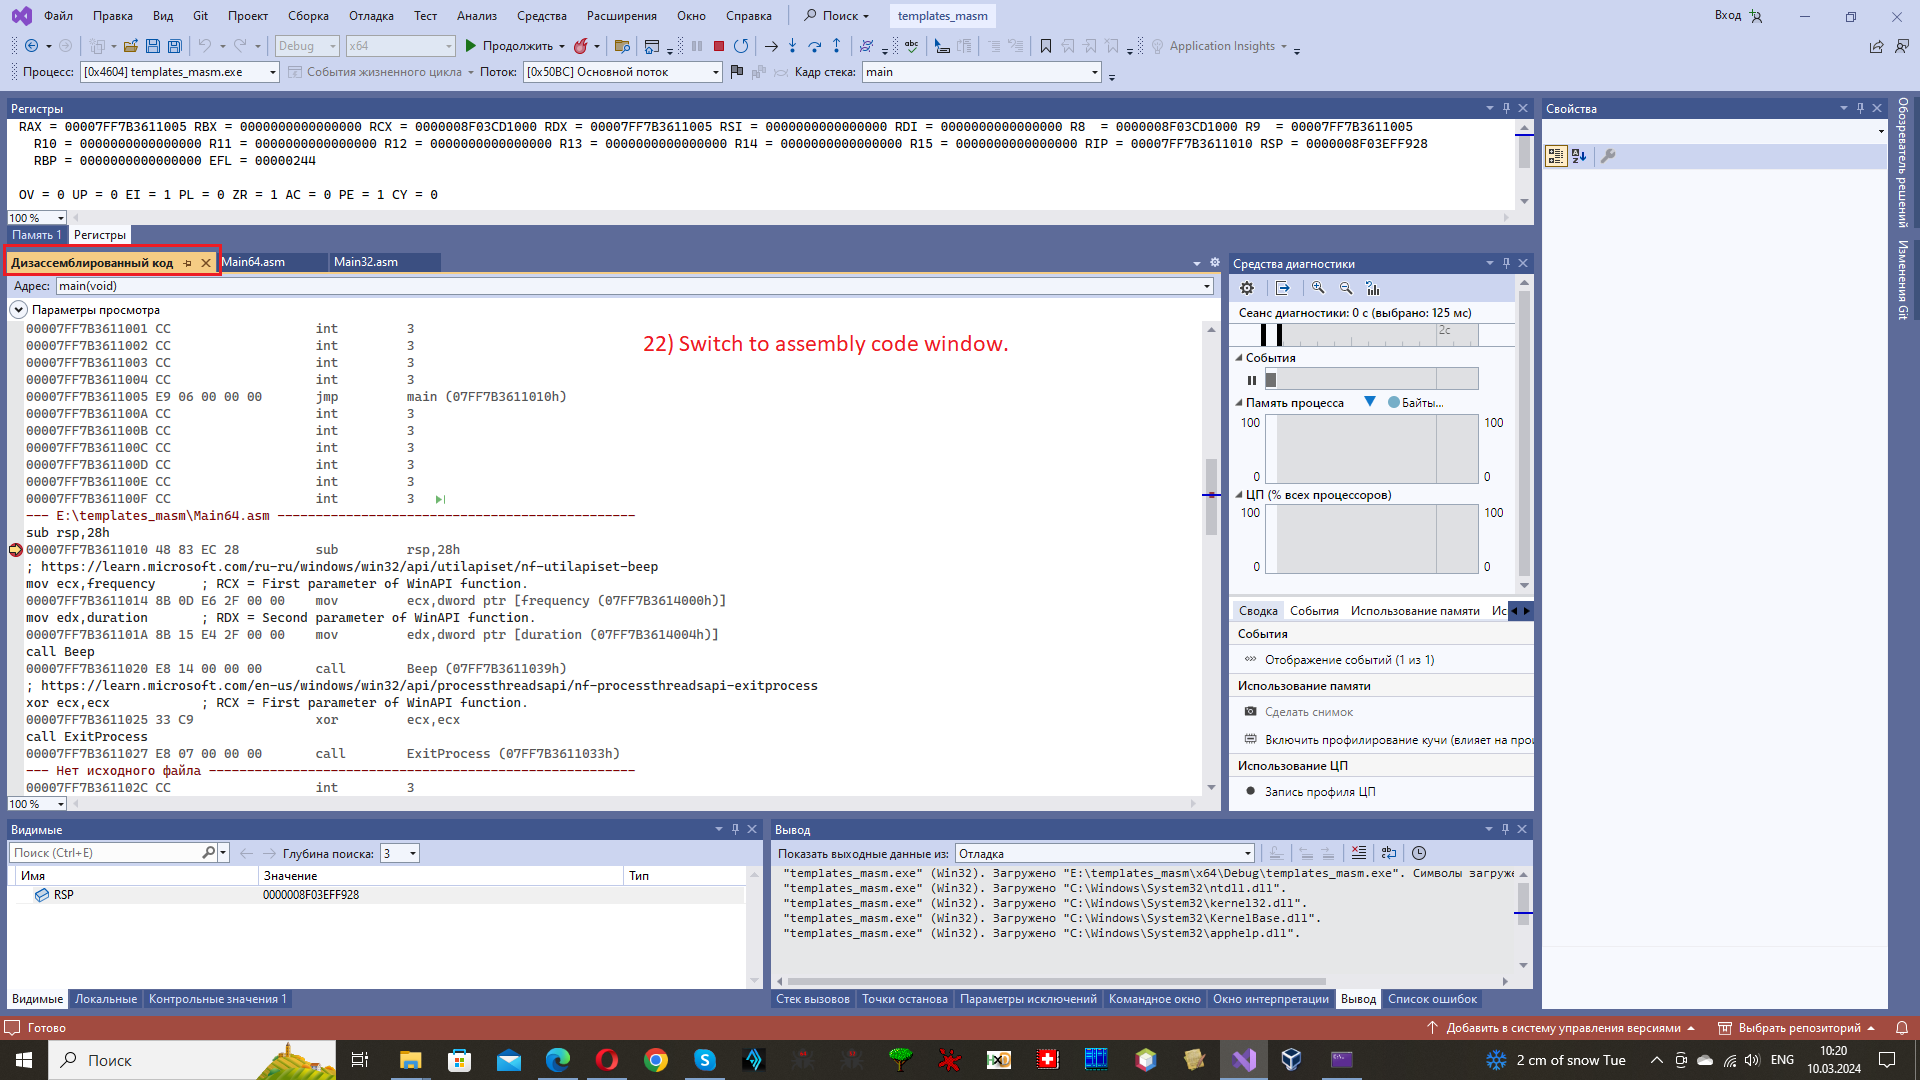 Файл Правка Вид Git Проект Сборка Отладка Тест Анализ Средства Расширения Окно Справка Поиск templates_masm Вход
Debug x64 Продолжить Application Insights
Процесс: [0x4604] templates_masm.exe События жизненного цикла Поток: [0x50BC] Основной поток Кадр стека: main
Регистры
RAX = 00007FF7B3611005 RBX = 0000000000000000 RCX = 0000008F03CD1000 RDX = 00007FF7B3611005 RSI = 0000000000000000 RDI = 0000000000000000 R8 = 0000008F03CD1000 R9 = 00007FF7B3611005
R10 = 0000000000000000 R11 = 0000000000000000 R12 = 0000000000000000 R13 = 0000000000000000 R14 = 0000000000000000 R15 = 0000000000000000 RIP = 00007FF7B3611010 RSP = 0000008F03EFF928
RBP = 0000000000000000 EFL = 00000244
OV = 0 UP = 0 EI = 1 PL = 0 ZR = 1 AC = 0 PE = 1 CY = 0
100 %
Память 1 Регистры
Дизассемблированный код Main64.asm Main32.asm
Адрес: main(void)
Параметры просмотра
22) Switch to assembly code window.
00007FF7B3611001 CC int 3
00007FF7B3611002 CC int 3
00007FF7B3611003 CC int 3
00007FF7B3611004 CC int 3
00007FF7B3611005 E9 06 00 00 00 jmp main (07FF7B3611010h)
00007FF7B361100A CC int 3
00007FF7B361100B CC int 3
00007FF7B361100C CC int 3
00007FF7B361100D CC int 3
00007FF7B361100E CC int 3
00007FF7B361100F CC int 3
--- E:\templates_masm\Main64.asm -----------------------------------------------
sub rsp,28h
00007FF7B3611010 48 83 EC 28 sub rsp,28h
; https://learn.microsoft.com/ru-ru/windows/win32/api/utilapiset/nf-utilapiset-beep
mov ecx,frequency ; RCX = First parameter of WinAPI function.
00007FF7B3611014 8B 0D E6 2F 00 00 mov ecx,dword ptr [frequency (07FF7B3614000h)]
mov edx,duration ; RDX = Second parameter of WinAPI function.
00007FF7B361101A 8B 15 E4 2F 00 00 mov edx,dword ptr [duration (07FF7B3614004h)]
call Beep
00007FF7B3611020 E8 14 00 00 00 call Beep (07FF7B3611039h)
; https://learn.microsoft.com/en-us/windows/win32/api/processthreadsapi/nf-processthreadsapi-exitprocess
xor ecx,ecx ; RCX = First parameter of WinAPI function.
00007FF7B3611025 33 C9 xor ecx,ecx
call ExitProcess
00007FF7B3611027 E8 07 00 00 00 call ExitProcess (07FF7B3611033h)
--- Нет исходного файла --------------------------------------------------------
00007FF7B361102C CC int 3
100 %
Средства диагностики
Сеанс диагностики: 0 с (выбрано: 125 мс)
2с
События
Память процесса Байты...
100 100
0 0
ЦП (% всех процессоров)
100 100
0 0
Сводка События Использование памяти Ис
События
Отображение событий (1 из 1)
Использование памяти
Сделать снимок
Включить профилирование кучи (влияет на прои
Использование ЦП
Запись профиля ЦП
Свойства
Обозреватель решений
Изменения Git
Видимые
Поиск (Ctrl+E) Глубина поиска: 3
Имя Значение Тип
RSP 0000008F03EFF928
Видимые Локальные Контрольные значения 1
Вывод
Показать выходные данные из: Отладка
"templates_masm.exe" (Win32). Загружено "E:\templates_masm\x64\Debug\templates_masm.exe". Символы загруже
"templates_masm.exe" (Win32). Загружено "C:\Windows\System32\ntdll.dll".
"templates_masm.exe" (Win32). Загружено "C:\Windows\System32\kernel32.dll".
"templates_masm.exe" (Win32). Загружено "C:\Windows\System32\KernelBase.dll".
"templates_masm.exe" (Win32). Загружено "C:\Windows\System32\apphelp.dll".
Стек вызовов Точки останова Параметры исключений Командное окно Окно интерпретации Вывод Список ошибок
Готово Добавить в систему управления версиями Выбрать репозиторий
Поиск 2 cm of snow Tue ENG 10:20
10.03.2024